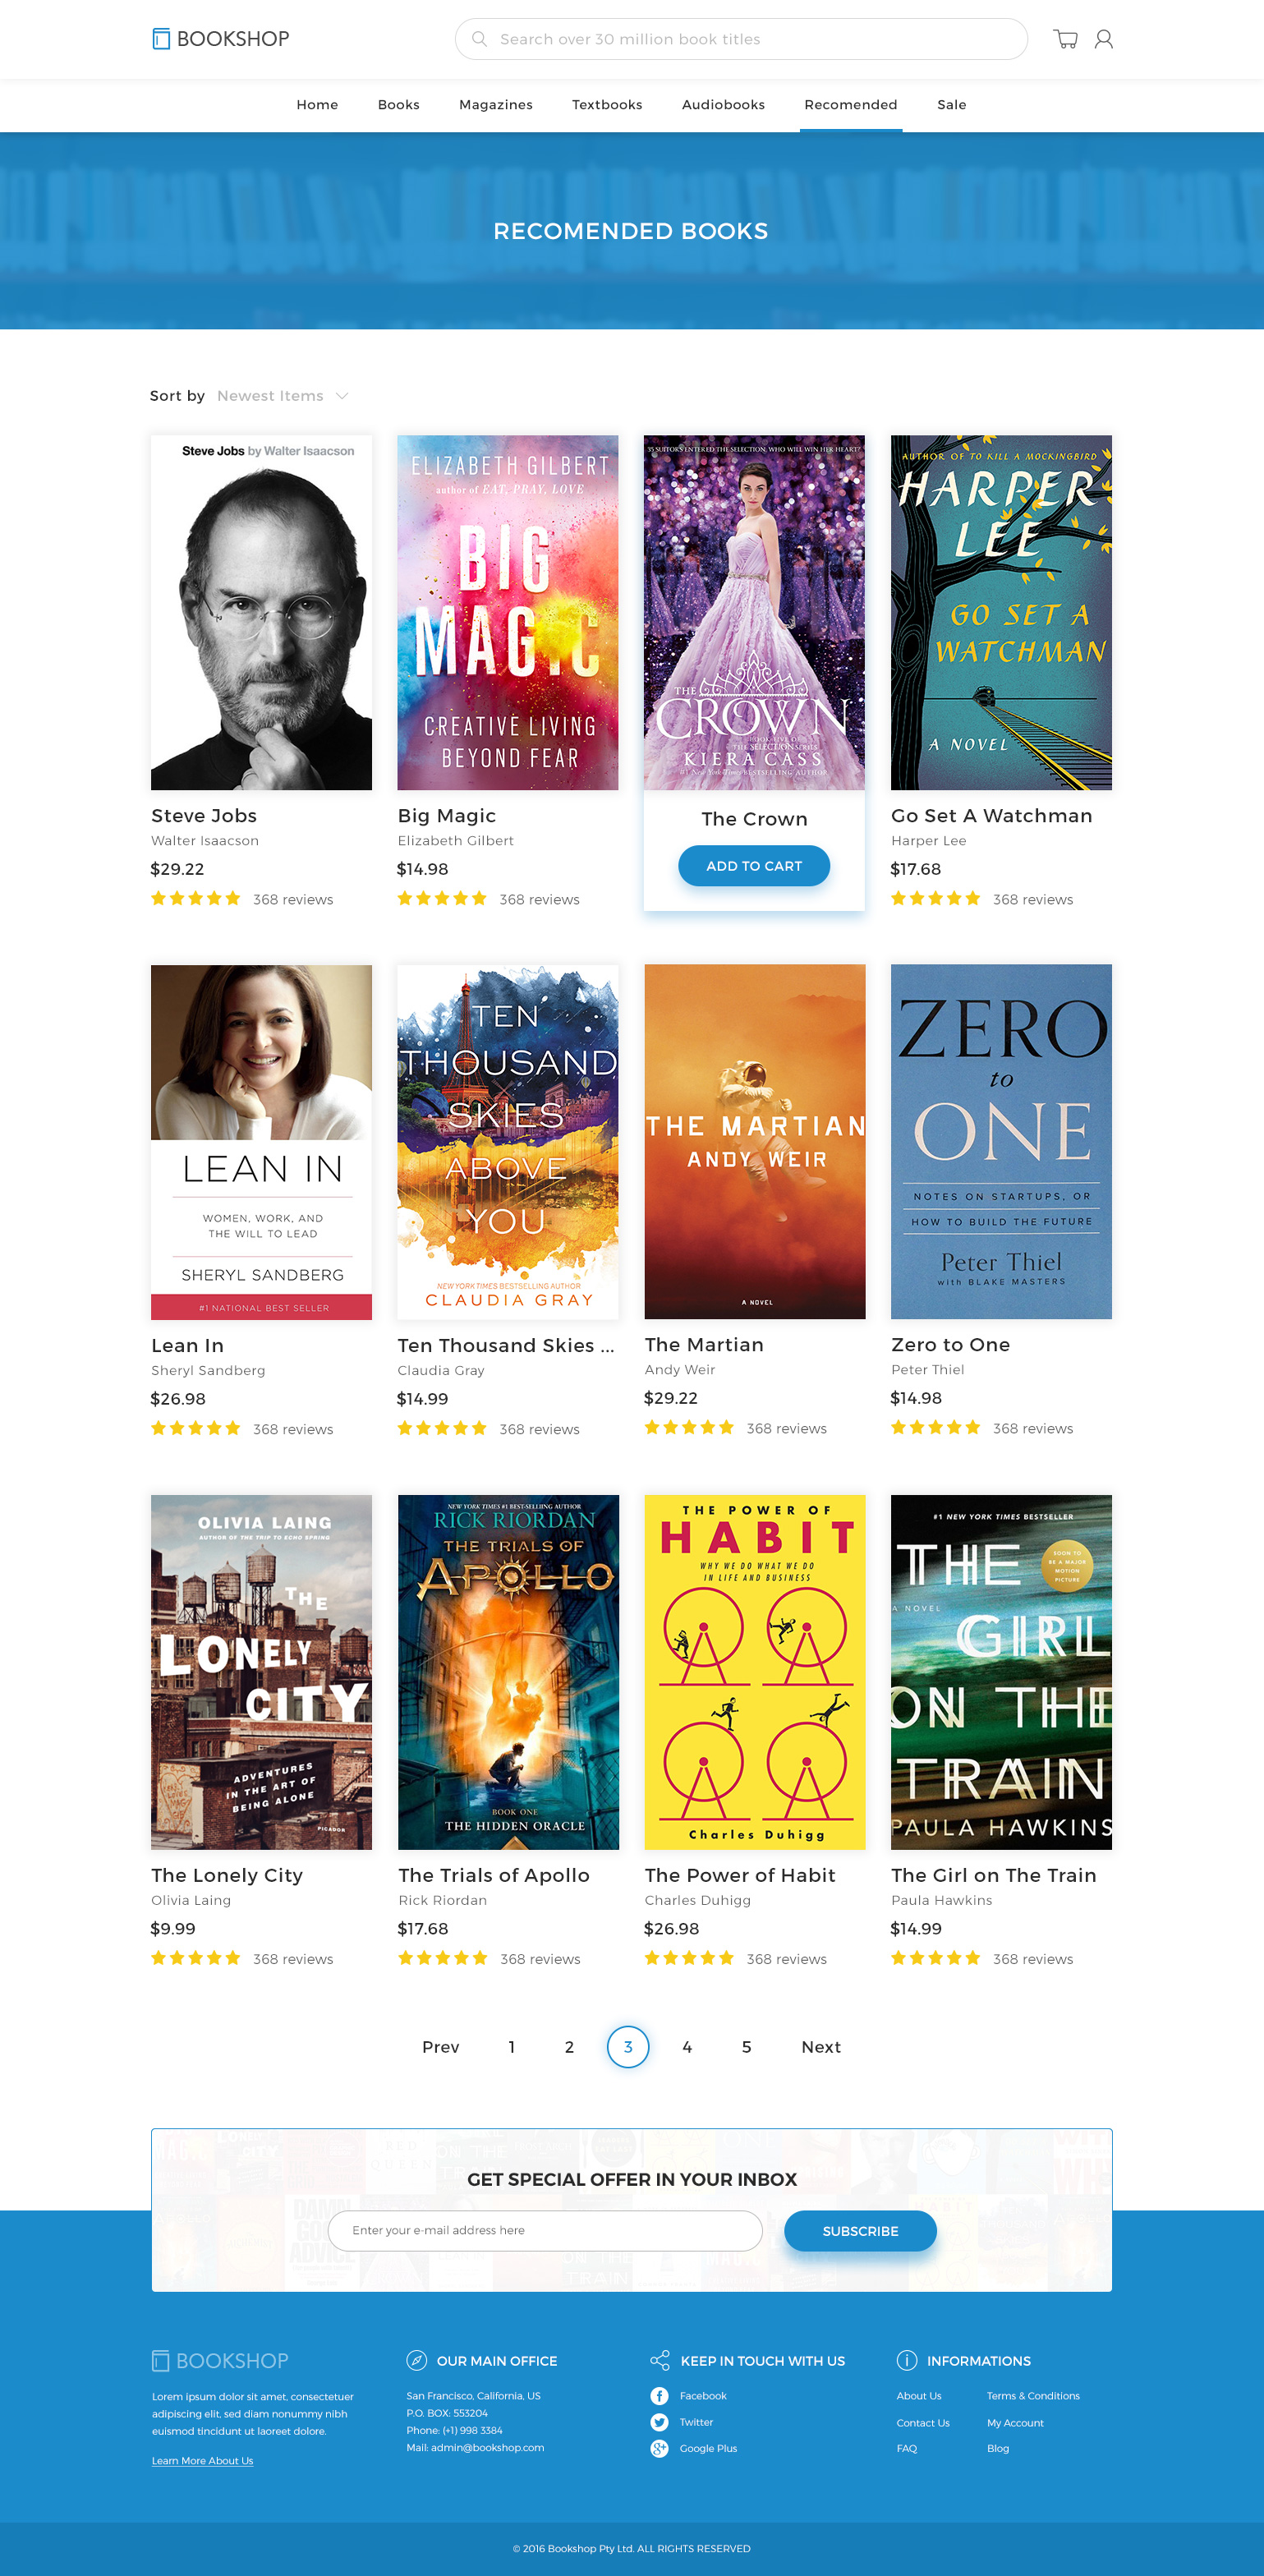 BOOKSHOP
Search over 30 million book titles
Home Books Magazines Textbooks Audiobooks Recomended Sale
RECOMENDED BOOKS
Sort by Newest Items
Steve Jobs by Walter Isaacson
ELIZABETH GILBERT
author of EAT, PRAY, LOVE
BIG
MAGIC
CREATIVE LIVING
BEYOND FEAR
35 SUITORS ENTERED THE SELECTION. WHO WILL WIN HER HEART?
THE
CROWN
BOOK FIVE OF
THE SELECTION SERIES
KIERA CASS
#1 New York Times BESTSELLING AUTHOR
AUTHOR OF TO KILL A MOCKINGBIRD
HARPER
LEE
GO SET A
WATCHMAN
A NOVEL
Steve Jobs
Walter Isaacson
$29.22
368 reviews
Big Magic
Elizabeth Gilbert
$14.98
368 reviews
The Crown
ADD TO CART
Go Set A Watchman
Harper Lee
$17.68
368 reviews
LEAN IN
WOMEN, WORK, AND
THE WILL TO LEAD
SHERYL SANDBERG
#1 NATIONAL BEST SELLER
TEN
THOUSAND
SKIES
ABOVE
YOU
NEW YORK TIMES BESTSELLING AUTHOR
CLAUDIA GRAY
THE MARTIAN
ANDY WEIR
A NOVEL
ZERO
to
ONE
NOTES ON STARTUPS, OR
HOW TO BUILD THE FUTURE
Peter Thiel
with BLAKE MASTERS
Lean In
Sheryl Sandberg
$26.98
368 reviews
Ten Thousand Skies ...
Claudia Gray
$14.99
368 reviews
The Martian
Andy Weir
$29.22
368 reviews
Zero to One
Peter Thiel
$14.98
368 reviews
OLIVIA LAING
AUTHOR OF THE TRIP TO ECHO SPRING
THE
LONELY
CITY
ADVENTURES
IN THE ART OF
BEING ALONE
PICADOR
NEW YORK TIMES #1 BEST-SELLING AUTHOR
RICK RIORDAN
THE TRIALS OF
APOLLO
BOOK ONE
THE HIDDEN ORACLE
THE POWER OF
HABIT
WHY WE DO WHAT WE DO
IN LIFE AND BUSINESS
Charles Duhigg
#1 NEW YORK TIMES BESTSELLER
THE
SOON TO
BE A MAJOR
MOTION
PICTURE
A NOVEL
GIRL
ON THE
TRAIN
PAULA HAWKINS
The Lonely City
Olivia Laing
$9.99
368 reviews
The Trials of Apollo
Rick Riordan
$17.68
368 reviews
The Power of Habit
Charles Duhigg
$26.98
368 reviews
The Girl on The Train
Paula Hawkins
$14.99
368 reviews
Prev 1 2 3 4 5 Next
GET SPECIAL OFFER IN YOUR INBOX
Enter your e-mail address here
SUBSCRIBE
BOOKSHOP
Lorem ipsum dolor sit amet, consectetuer
adipiscing elit, sed diam nonummy nibh
euismod tincidunt ut laoreet dolore.
Learn More About Us
OUR MAIN OFFICE
San Francisco, California, US
P.O. BOX: 553204
Phone: (+1) 998 3384
Mail: admin@bookshop.com
KEEP IN TOUCH WITH US
Facebook
Twitter
Google Plus
INFORMATIONS
About Us
Contact Us
FAQ
Terms & Conditions
My Account
Blog
© 2016 Bookshop Pty Ltd. ALL RIGHTS RESERVED